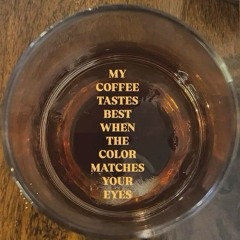 MY
COFFEE
TASTES
BEST
WHEN
THE
COLOR
MATCHES
YOUR
EYES